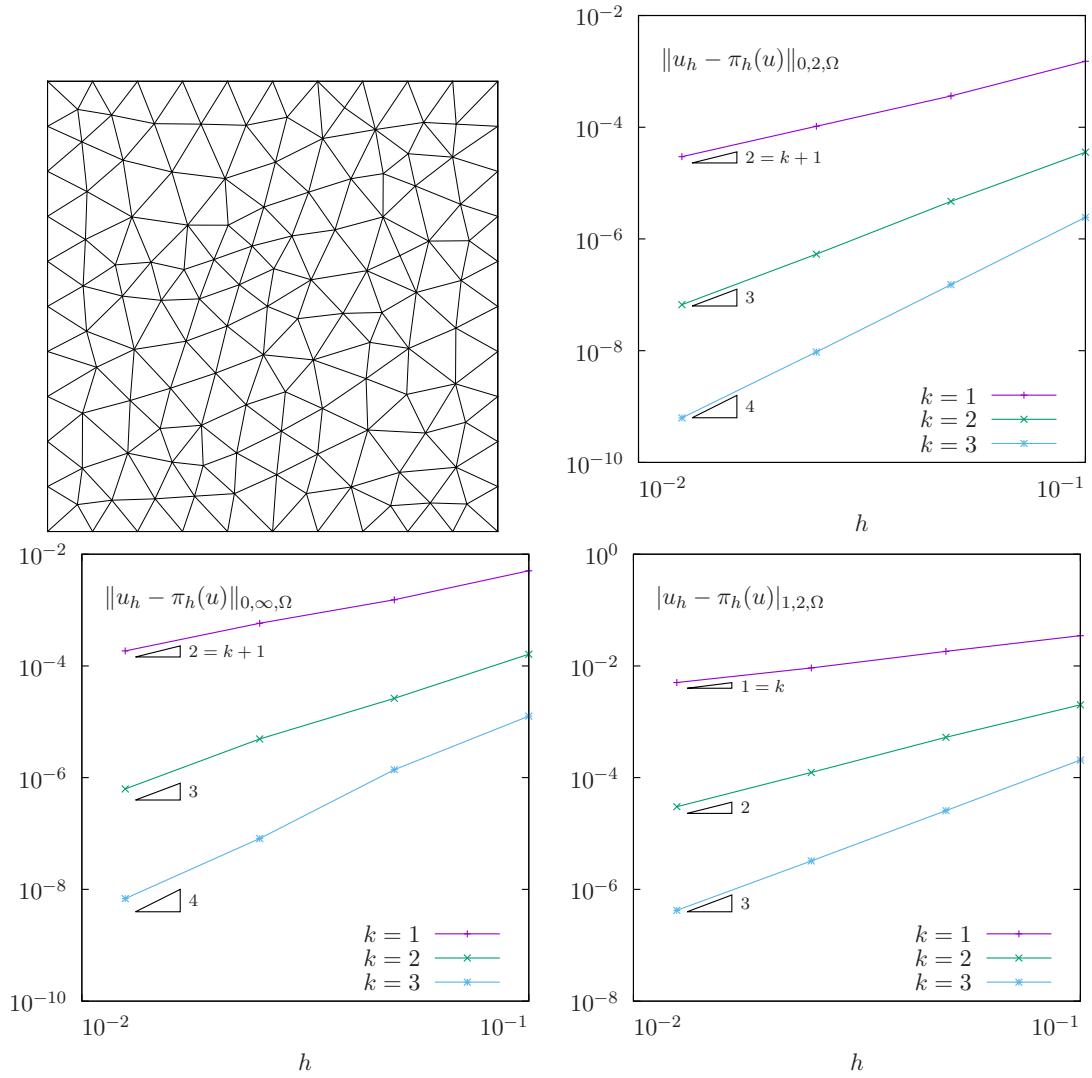 10⁻²
‖u_h − π_h(u)‖_{0,2,Ω}
10⁻⁴
2 = k + 1
10⁻⁶
3
10⁻⁸
4
k = 1
k = 2
k = 3
10⁻¹⁰
10⁻² 10⁻¹
h
10⁻²
‖u_h − π_h(u)‖_{0,∞,Ω}
2 = k + 1
10⁻⁴
10⁻⁶
3
10⁻⁸
4
k = 1
k = 2
k = 3
10⁻¹⁰
10⁻² 10⁻¹
h
10⁰
|u_h − π_h(u)|_{1,2,Ω}
10⁻²
1 = k
10⁻⁴
2
10⁻⁶
3
k = 1
k = 2
k = 3
10⁻⁸
10⁻² 10⁻¹
h